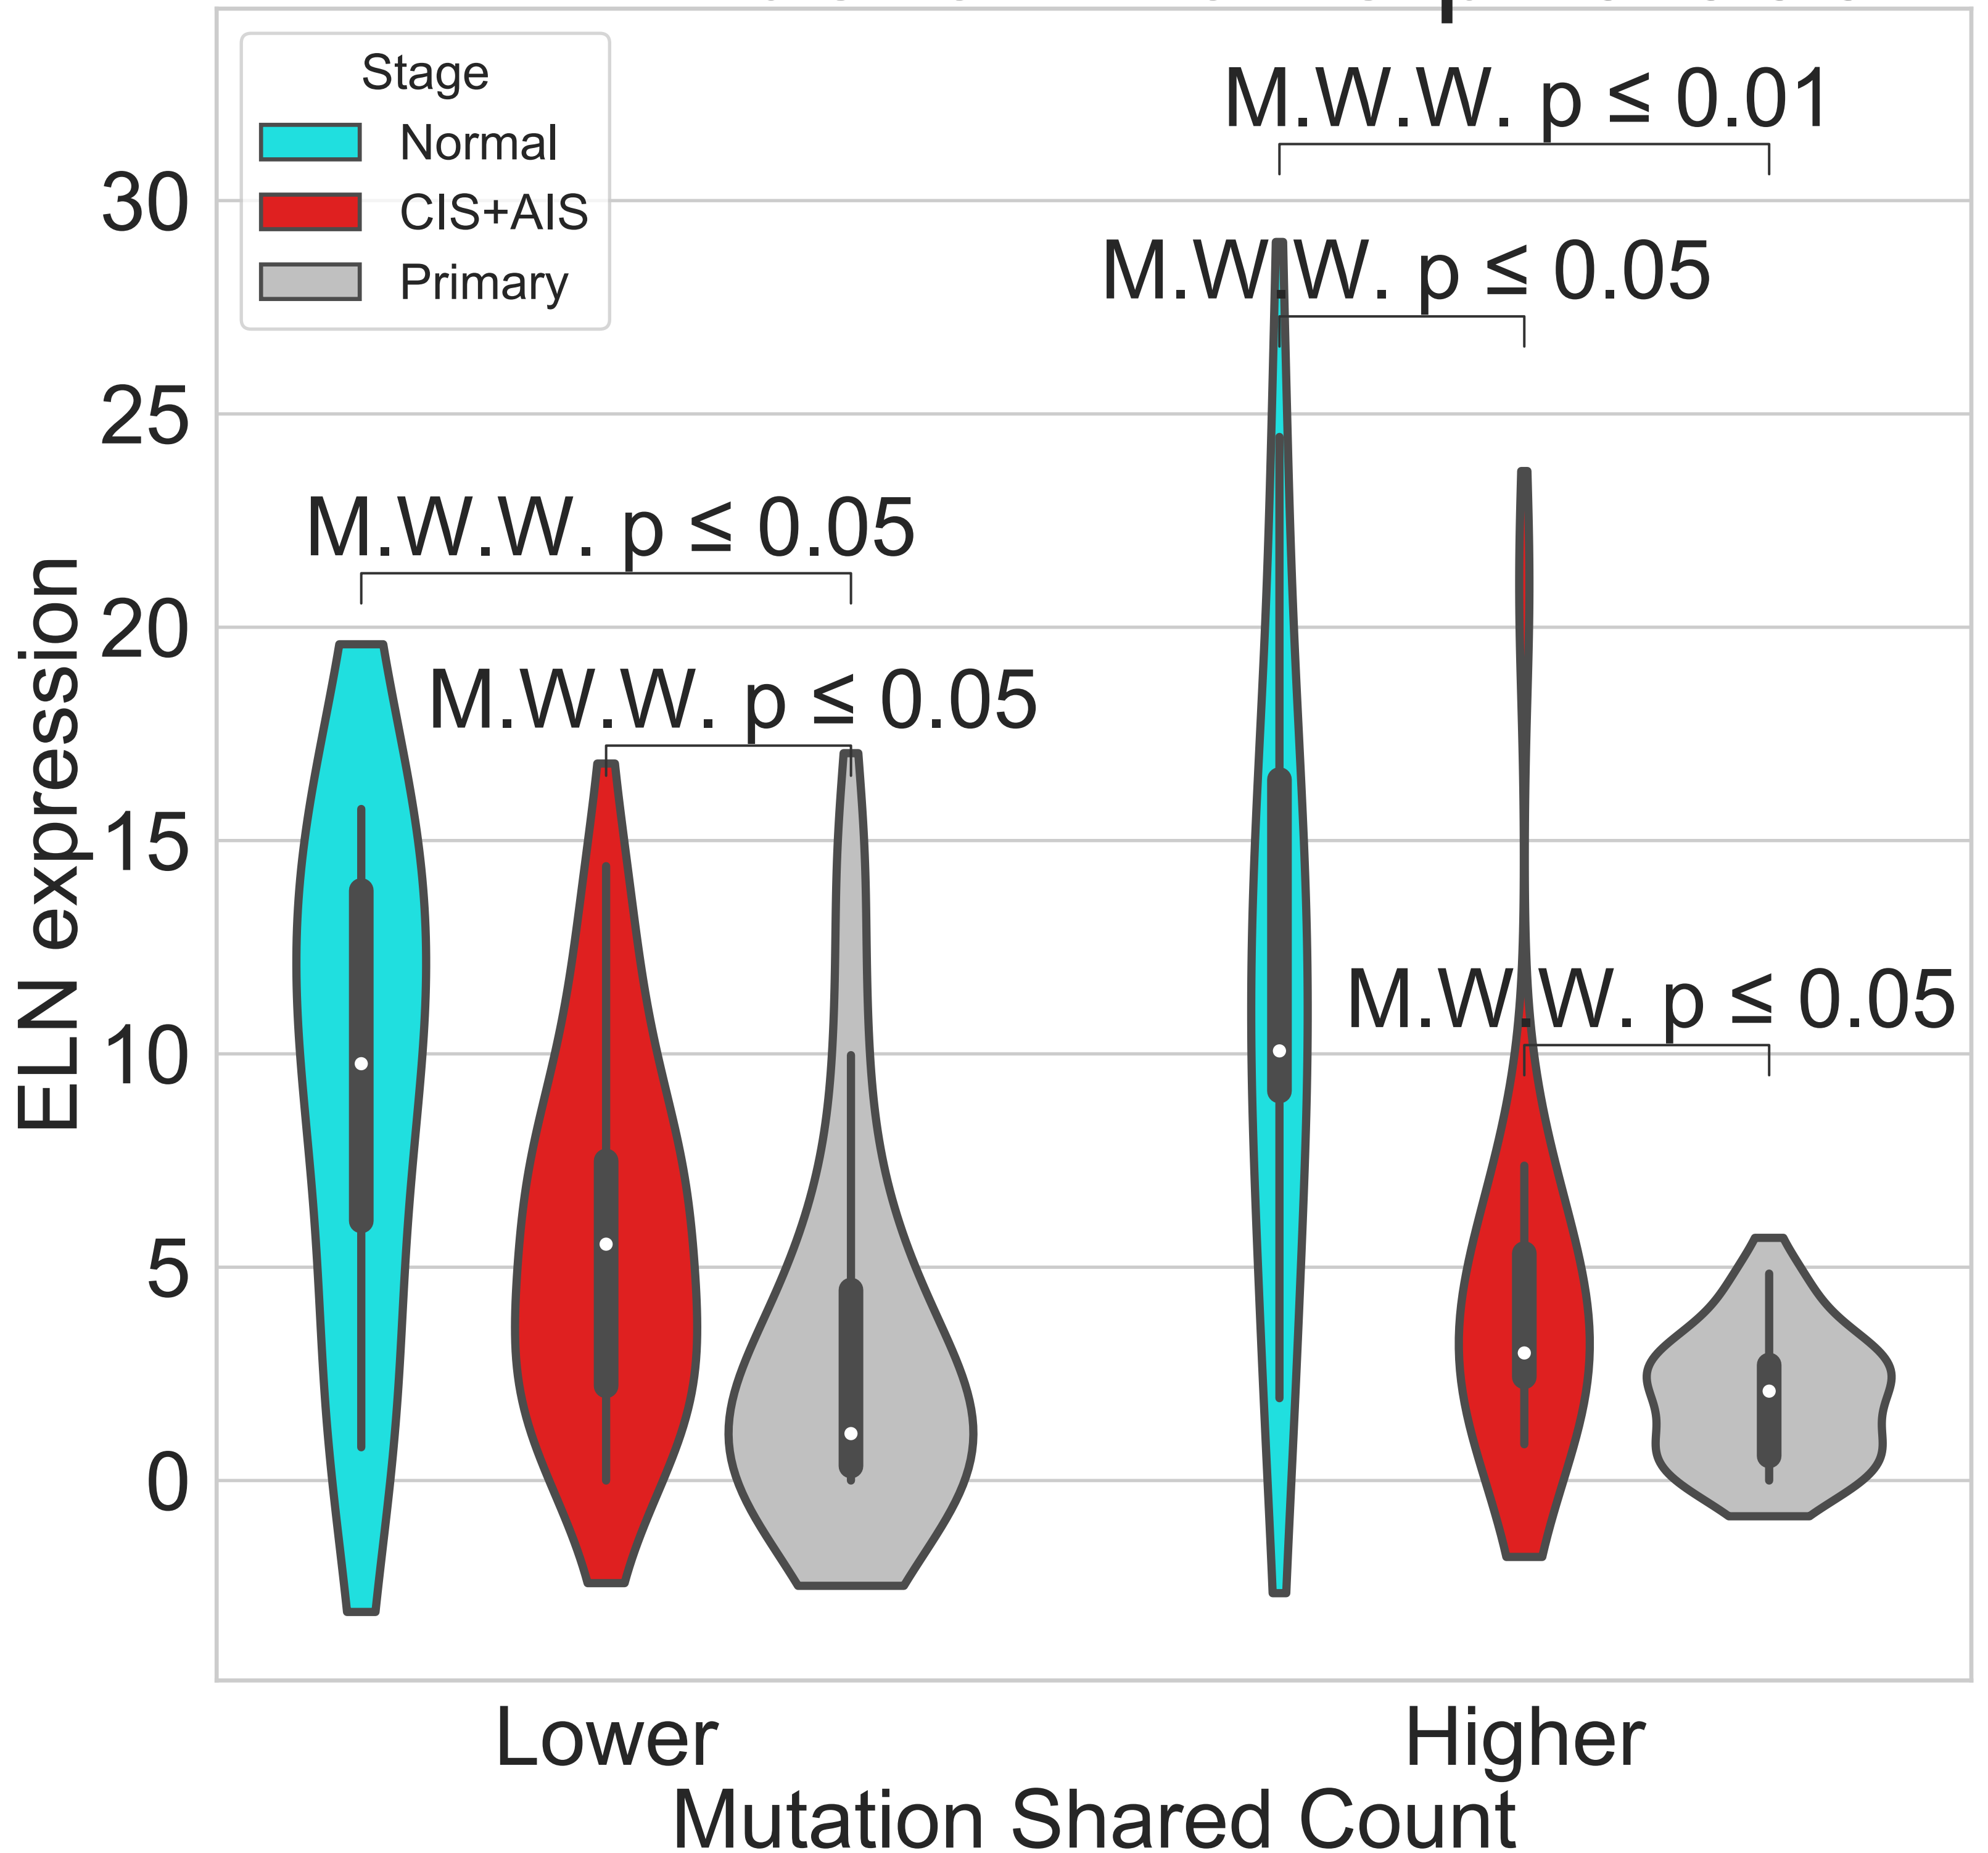 Stage
Normal
CIS+AIS
Primary
M.W.W. p ≤ 0.01
M.W.W. p ≤ 0.05
M.W.W. p ≤ 0.05
M.W.W. p ≤ 0.05
M.W.W. p ≤ 0.05
30
25
20
15
10
5
0
ELN expression
Lower
Higher
Mutation Shared Count